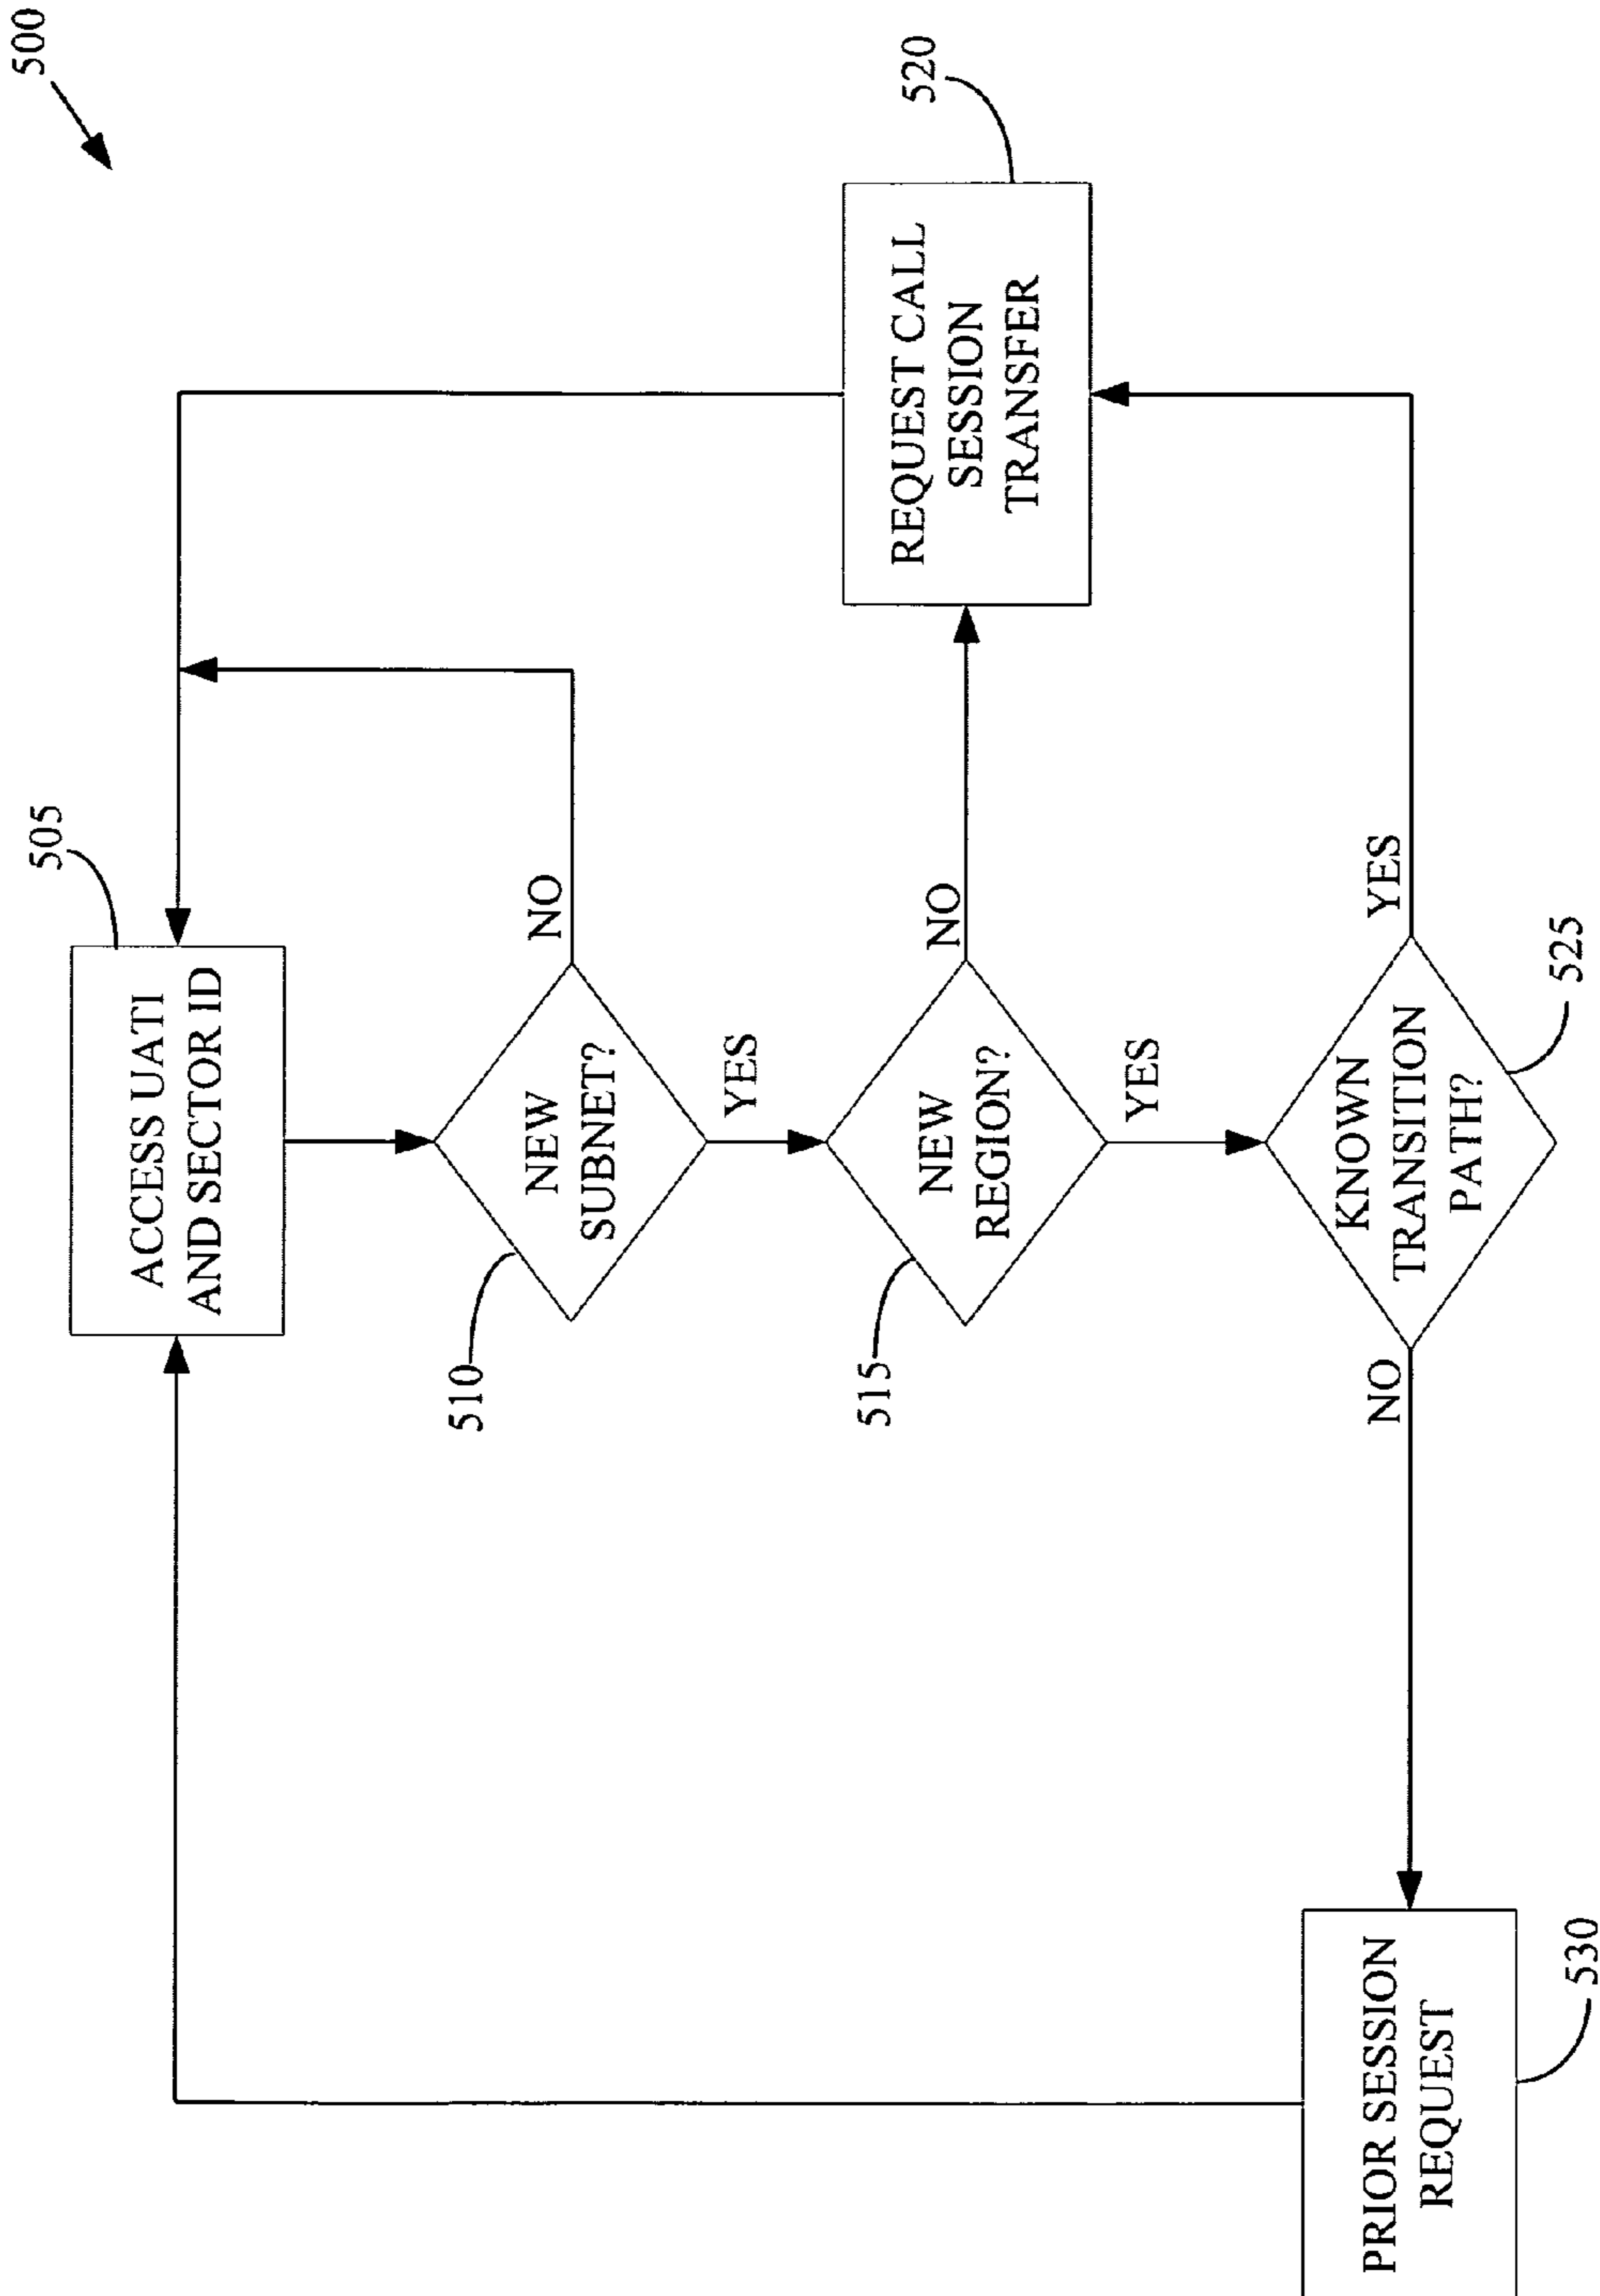 500
505
ACCESS UATI
AND SECTOR ID
510
NEW
SUBNET?
NO
YES
515
NEW
REGION?
NO
YES
520
REQUEST CALL
SESSION
TRANSFER
525
KNOWN
TRANSITION
PATH?
YES
NO
530
PRIOR SESSION
REQUEST